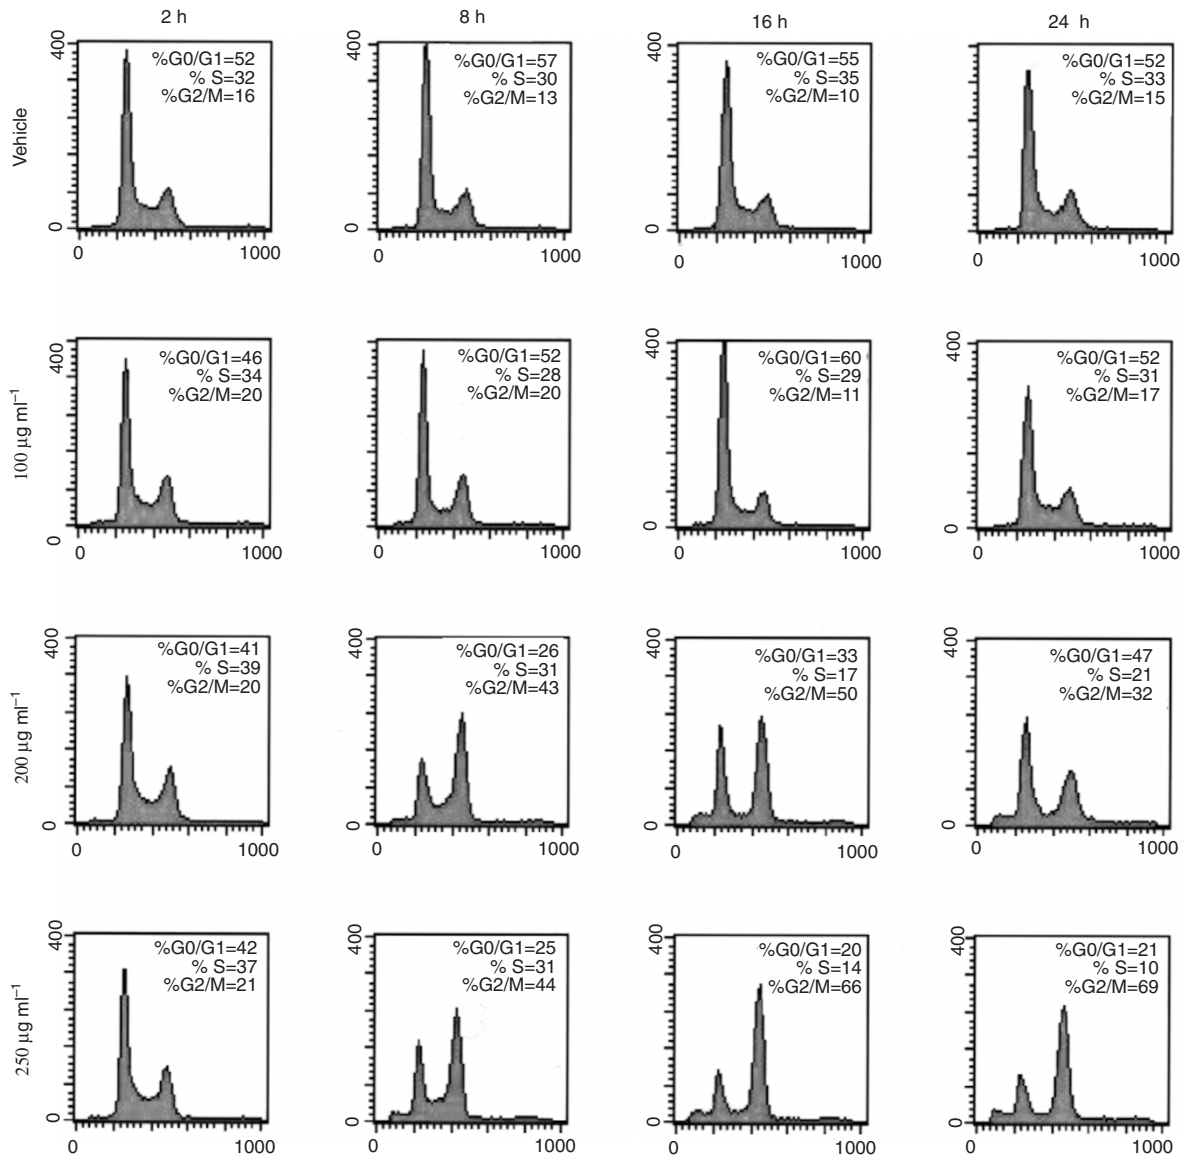 2 h
8 h
16 h
24 h
Vehicle
400
%G0/G1=52
% S=32
%G2/M=16
0
0
1000
400
%G0/G1=57
% S=30
%G2/M=13
0
0
1000
400
%G0/G1=55
% S=35
%G2/M=10
0
0
1000
400
%G0/G1=52
% S=33
%G2/M=15
0
0
1000
100 µg ml⁻¹
400
%G0/G1=46
% S=34
%G2/M=20
0
0
1000
400
%G0/G1=52
% S=28
%G2/M=20
0
0
1000
400
%G0/G1=60
% S=29
%G2/M=11
0
0
1000
400
%G0/G1=52
% S=31
%G2/M=17
0
0
1000
200 µg ml⁻¹
400
%G0/G1=41
% S=39
%G2/M=20
0
0
1000
400
%G0/G1=26
% S=31
%G2/M=43
0
0
1000
400
%G0/G1=33
% S=17
%G2/M=50
0
0
1000
400
%G0/G1=47
% S=21
%G2/M=32
0
0
1000
250 µg ml⁻¹
400
%G0/G1=42
% S=37
%G2/M=21
0
0
1000
400
%G0/G1=25
% S=31
%G2/M=44
0
0
1000
400
%G0/G1=20
% S=14
%G2/M=66
0
0
1000
400
%G0/G1=21
% S=10
%G2/M=69
0
0
1000